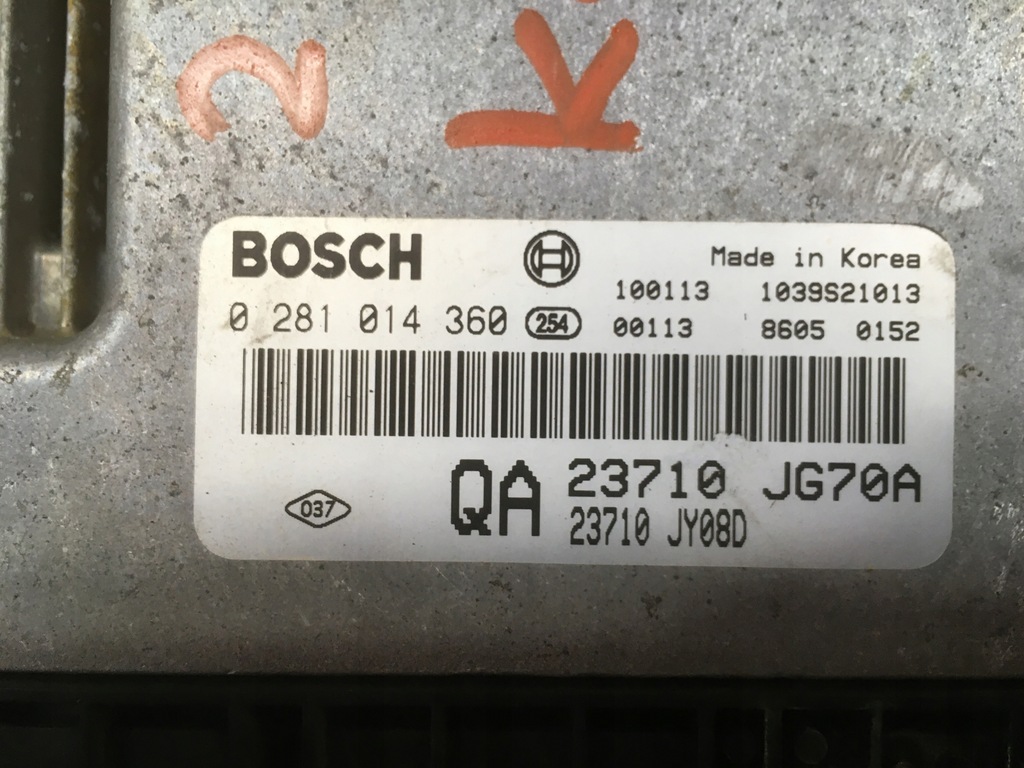 2 K
BOSCH Made in Korea
100113 1039S21013
0 281 014 360 254 00113 8605 0152
037 QA 23710 JG70A
23710 JY08D